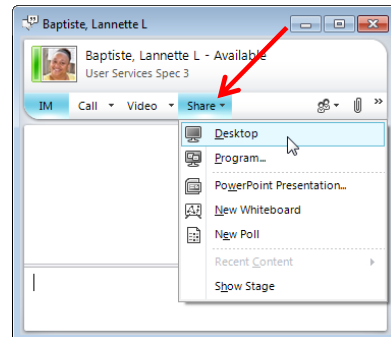 Baptiste, Lannette L
Baptiste, Lannette L - Available
User Services Spec 3
IM Call Video Share
Desktop
Program...
PowerPoint Presentation...
New Whiteboard
New Poll
Recent Content
Show Stage